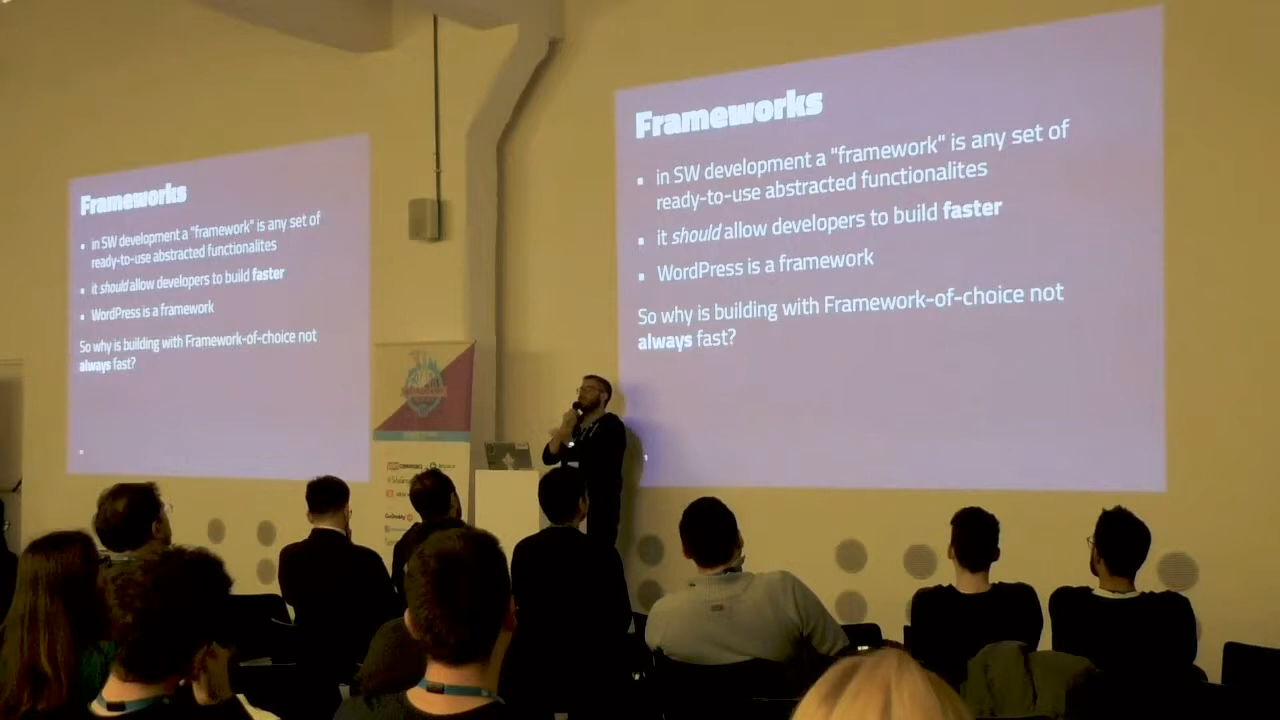 Frameworks
in SW development a "framework" is any set of
ready-to-use abstracted functionalites
it should allow developers to build faster
WordPress is a framework
So why is building with Framework-of-choice not
always fast?
Frameworks
in SW development a "framework" is any set of
ready-to-use abstracted functionalites
it should allow developers to build faster
WordPress is a framework
So why is building with Framework-of-choice not
always fast?
GoDaddy